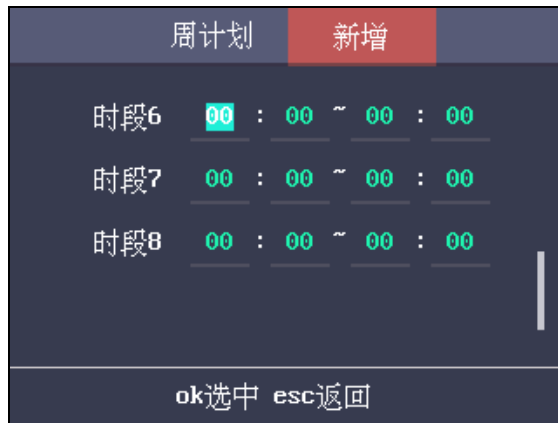 周计划 新增
时段6 00 : 00 ~ 00 : 00
时段7 00 : 00 ~ 00 : 00
时段8 00 : 00 ~ 00 : 00
ok选中 esc返回